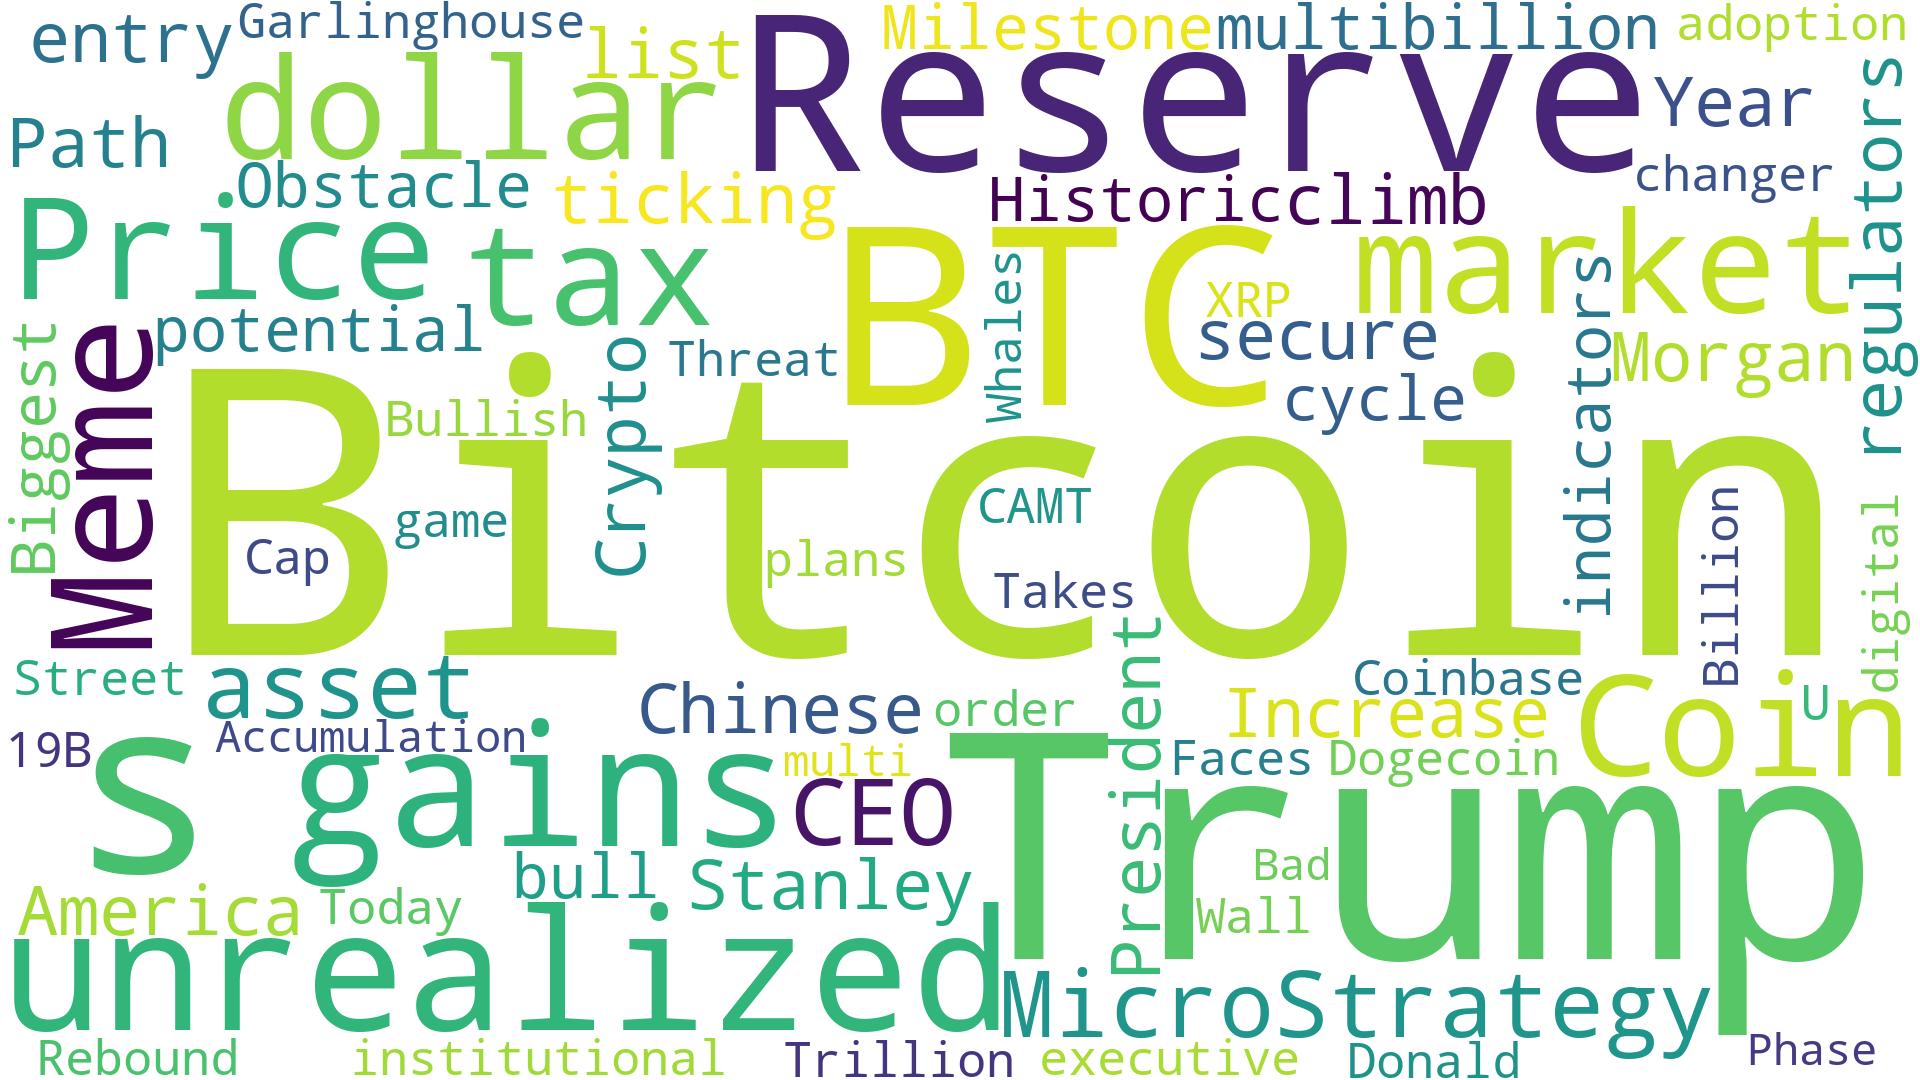 entry
Garlinghouse
list
Reserve
Milestone
multibillion
adoption
dollar
Path
Year
regulators
Obstacle
ticking
Historic
climb
changer
Price
tax
BTC
Whales
XRP
market
potential
Threat
secure
indicators
Morgan
Biggest
Meme
Bitcoin
Bullish
Crypto
cycle
game
Cap
CAMT
plans
Takes
Billion
digital
Street
asset
Chinese
order
President
Coinbase
Increase
Coin
U
19B
s
Accumulation
gains
multi
CEO
Trump
Faces
Dogecoin
bull
Stanley
Bad
Wall
America
Today
unrealized
MicroStrategy
Rebound
institutional
Trillion
executive
Donald
Phase